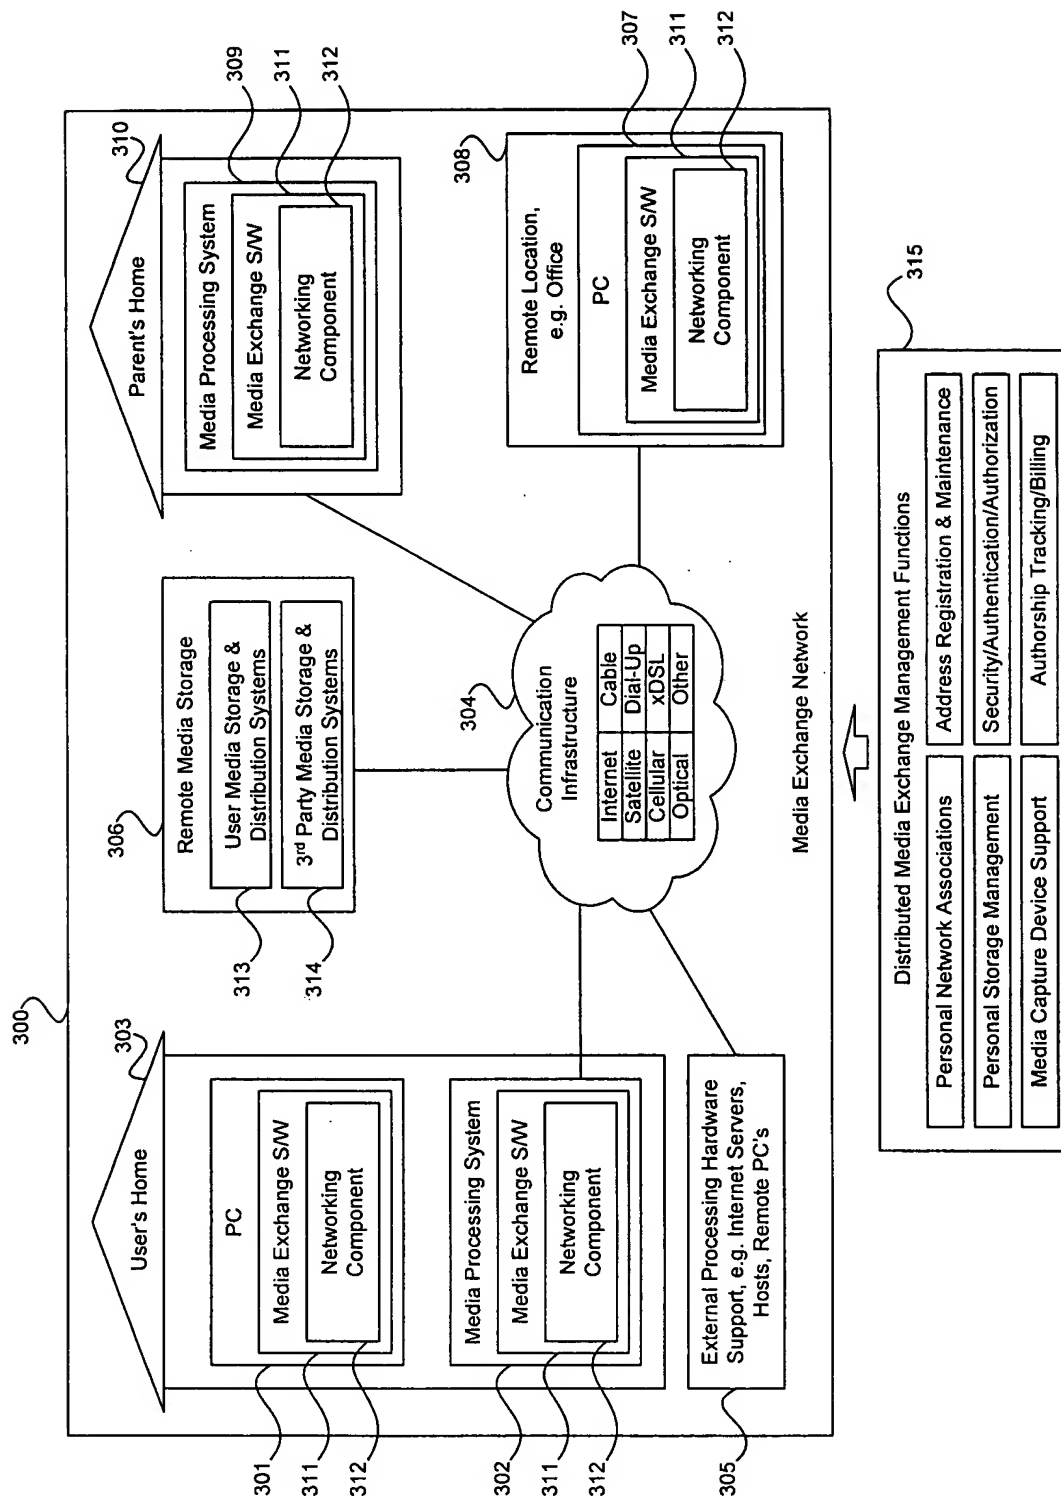 300
User's Home
303
PC
Media Exchange S/W
Networking
Component
301
311
312
Media Processing System
Media Exchange S/W
Networking
Component
302
311
312
External Processing Hardware
Support, e.g. Internet Servers,
Hosts, Remote PC's
305
306
Remote Media Storage
User Media Storage &
Distribution Systems
3rd Party Media Storage &
Distribution Systems
313
314
304
Communication
Infrastructure
Internet Cable
Satellite Dial-Up
Cellular xDSL
Optical Other
Parent's Home
310
Media Processing System
Media Exchange S/W
Networking
Component
309
311
312
308
Remote Location,
e.g. Office
PC
Media Exchange S/W
Networking
Component
307
311
312
Media Exchange Network
315
Distributed Media Exchange Management Functions
Personal Network Associations
Address Registration & Maintenance
Personal Storage Management
Security/Authentication/Authorization
Media Capture Device Support
Authorship Tracking/Billing